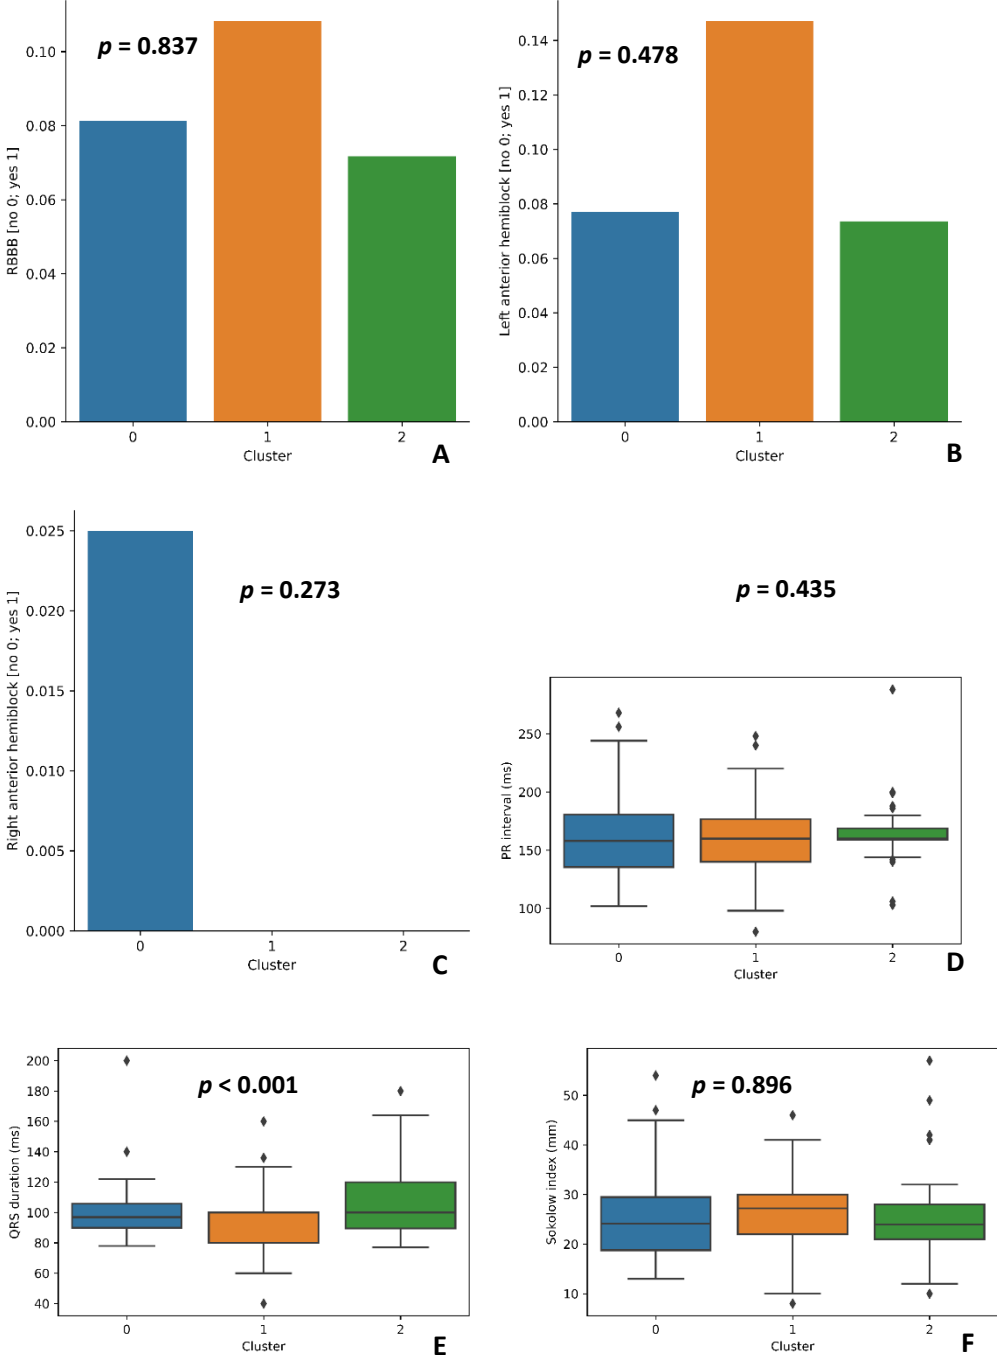 p = 0.837
RBBB [no 0; yes 1]
0.10
0.08
0.06
0.04
0.02
0.00
0 1 2
Cluster
A
p = 0.478
Left anterior hemiblock [no 0; yes 1]
0.14
0.12
0.10
0.08
0.06
0.04
0.02
0.00
0 1 2
Cluster
B
p = 0.273
Right anterior hemiblock [no 0; yes 1]
0.025
0.020
0.015
0.010
0.005
0.000
0 1 2
Cluster
C
p = 0.435
PR interval (ms)
250
200
150
100
0 1 2
Cluster
D
p < 0.001
QRS duration (ms)
200
180
160
140
120
100
80
60
40
0 1 2
Cluster
E
p = 0.896
Sokolow index (mm)
50
40
30
20
10
0 1 2
Cluster
F